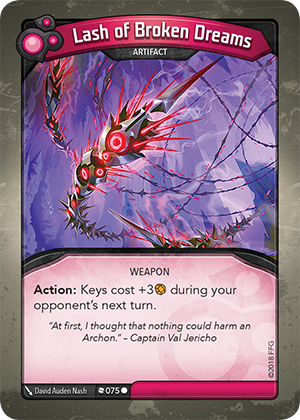 Lash of Broken Dreams
ARTIFACT
WEAPON
Action: Keys cost +3 during your
opponent's next turn.
"At first, I thought that nothing could harm an
Archon." – Captain Val Jericho
David Auden Nash
075
©2018 FFG